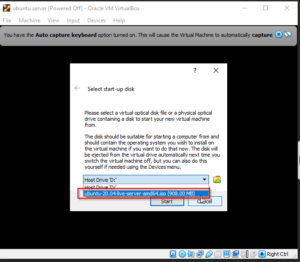 ubuntu server [Powered Off] - Oracle VM VirtualBox
File Machine View Input Devices Help
You have the Auto capture keyboard option turned on. This will cause the Virtual Machine to automatically capture
?
Select start-up disk
Please select a virtual optical disk file or a physical optical
drive containing a disk to start your new virtual machine
from.
The disk should be suitable for starting a computer from and
should contain the operating system you wish to install on
the virtual machine if you want to do that now. The disk will
be ejected from the virtual drive automatically next time you
switch the virtual machine off, but you can also do this
yourself if needed using the Devices menu.
Host Drive 'D:'
Host Drive 'D:'
ubuntu-20.04-live-server-amd64.iso (908.00 MB)
Start Cancel
Right Ctrl